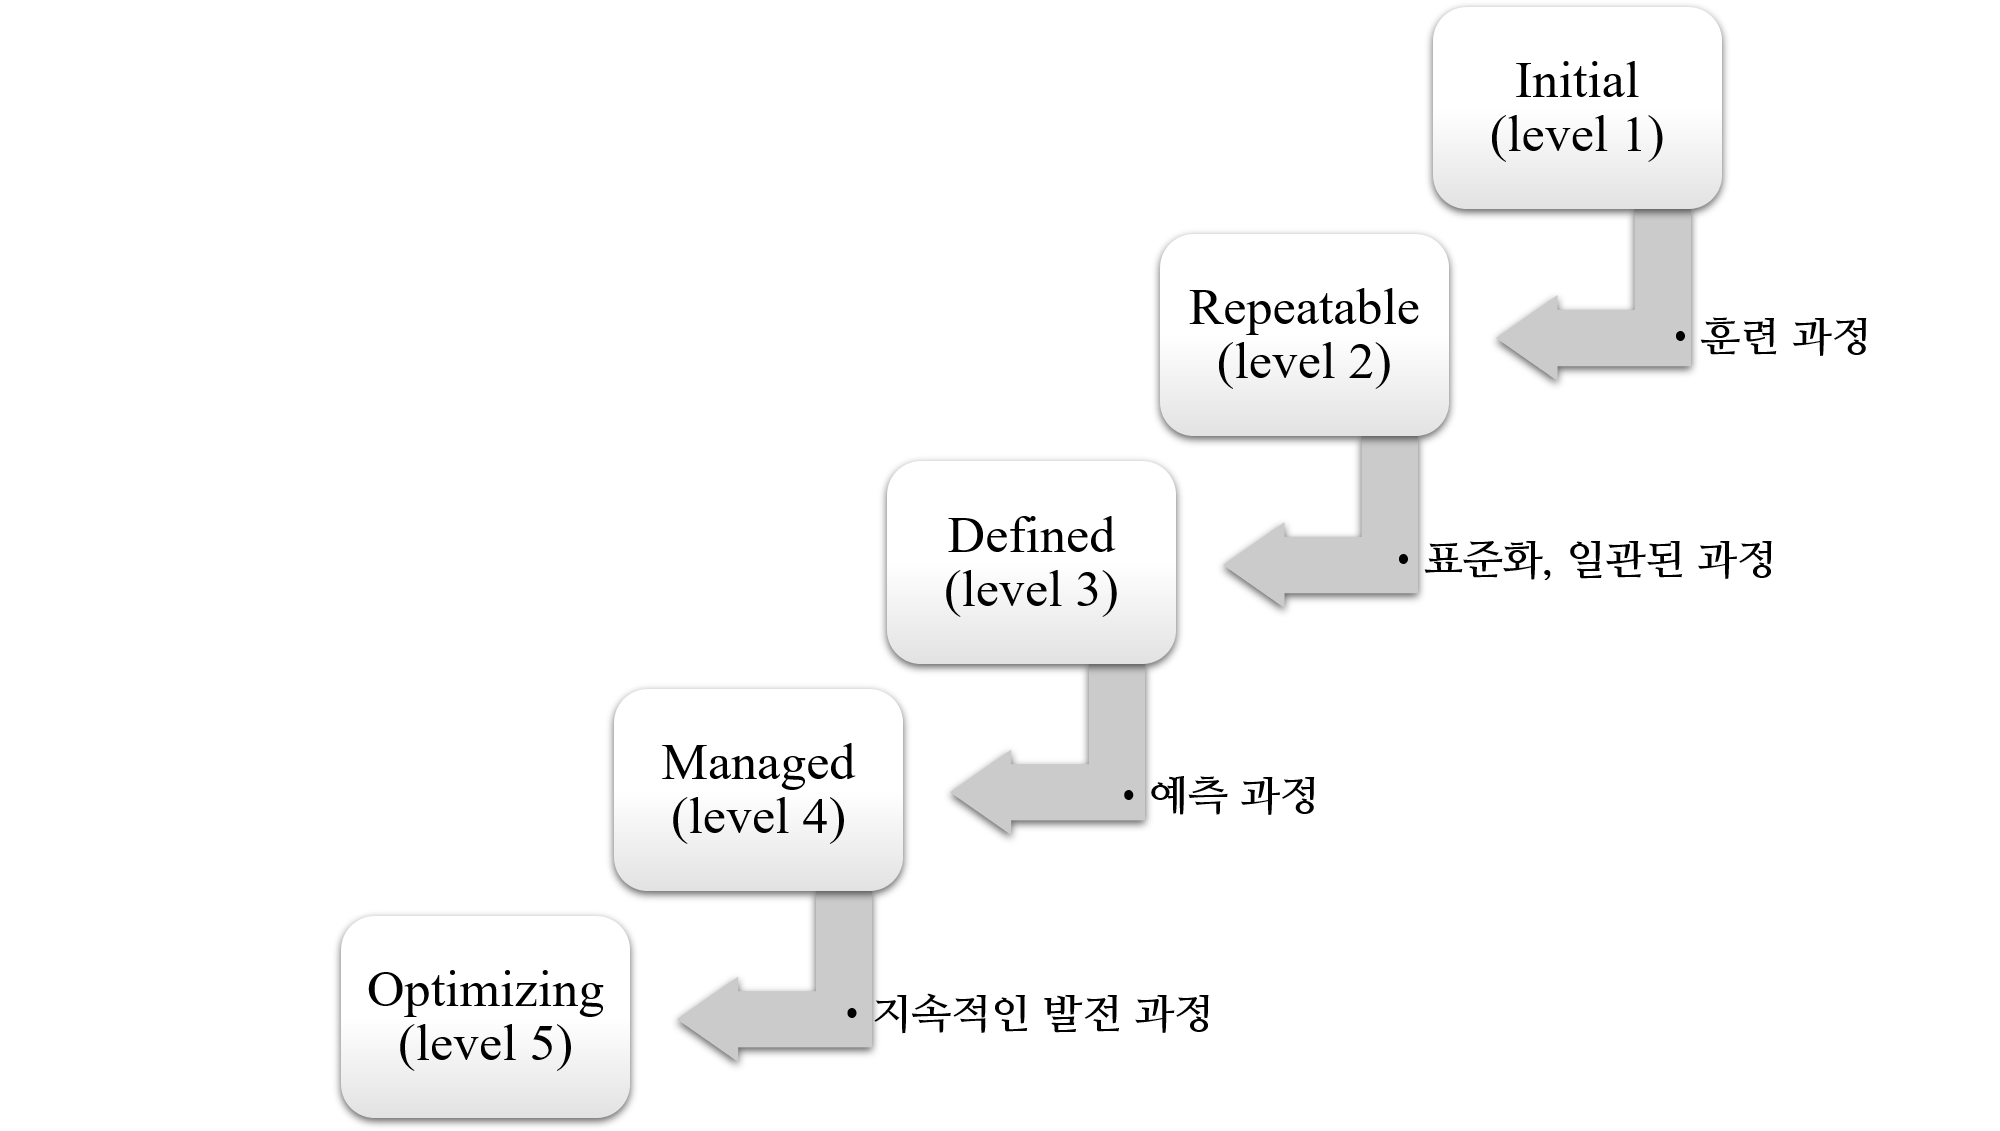 Initial
(level 1)
• 훈련 과정
Repeatable
(level 2)
• 표준화, 일관된 과정
Defined
(level 3)
• 예측 과정
Managed
(level 4)
• 지속적인 발전 과정
Optimizing
(level 5)